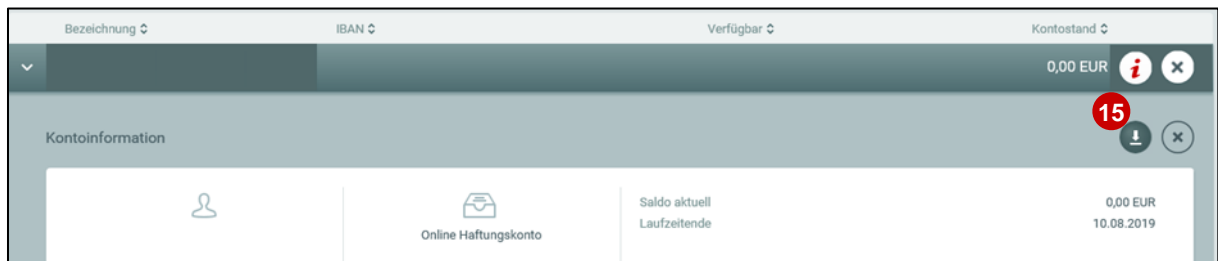 Bezeichnung IBAN Verfügbar Kontostand
0,00 EUR i
15
Kontoinformation
Saldo aktuell 0,00 EUR
Laufzeitende 10.08.2019
Online Haftungskonto